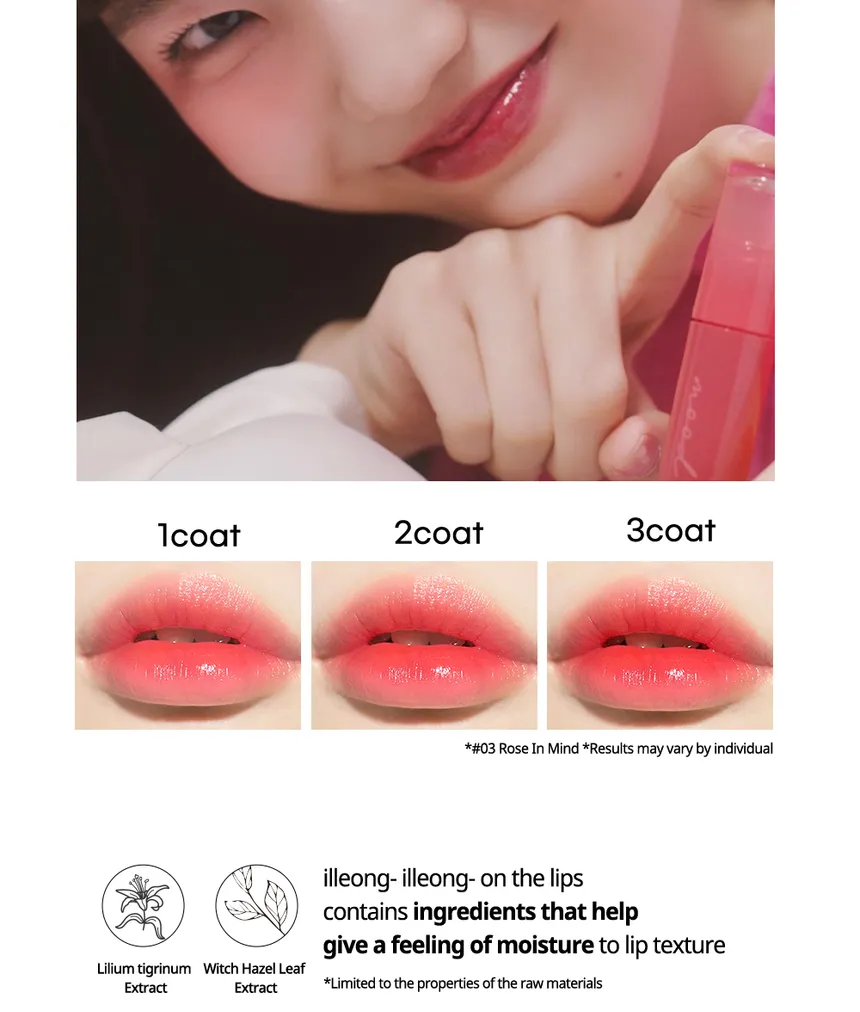 mood
1coat
2coat
3coat
*#03 Rose In Mind *Results may vary by individual
illeong- illeong- on the lips
contains ingredients that help
give a feeling of moisture to lip texture
*Limited to the properties of the raw materials
Lilium tigrinum
Extract
Witch Hazel Leaf
Extract